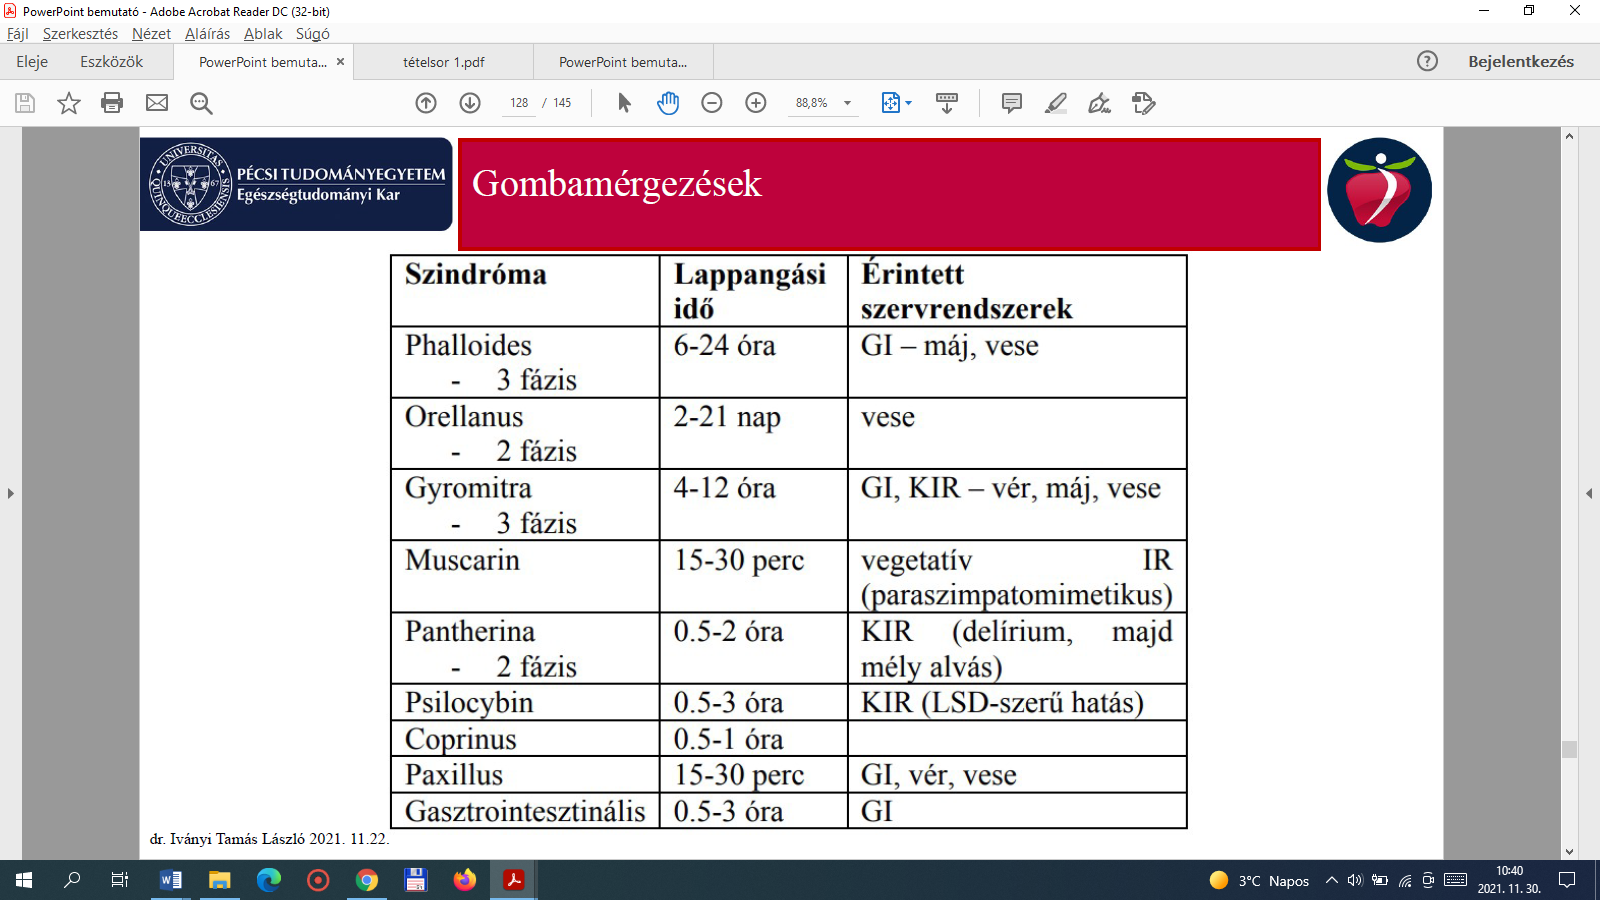 PowerPoint bemutató - Adobe Acrobat Reader DC (32-bit)
Fájl Szerkesztés Nézet Aláírás Ablak Súgó
Eleje Eszközök PowerPoint bemuta... × tételsor 1.pdf PowerPoint bemuta... ? Bejelentkezés
128 / 145 88,8%
UNIVERSITAS QUINQUEECCLESIENSIS 1367
PÉCSI TUDOMÁNYEGYETEM
Egészségtudományi Kar
Gombamérgezések
Szindróma Lappangási idő Érintett szervrendszerek
Phalloides 6-24 óra GI – máj, vese
- 3 fázis
Orellanus 2-21 nap vese
- 2 fázis
Gyromitra 4-12 óra GI, KIR – vér, máj, vese
- 3 fázis
Muscarin 15-30 perc vegetatív IR
(paraszimpatomimetikus)
Pantherina 0.5-2 óra KIR (delírium, majd
- 2 fázis mély alvás)
Psilocybin 0.5-3 óra KIR (LSD-szerű hatás)
Coprinus 0.5-1 óra
Paxillus 15-30 perc GI, vér, vese
Gasztrointesztinális 0.5-3 óra GI
dr. Iványi Tamás László 2021. 11.22.
3°C Napos 10:40
2021. 11. 30.